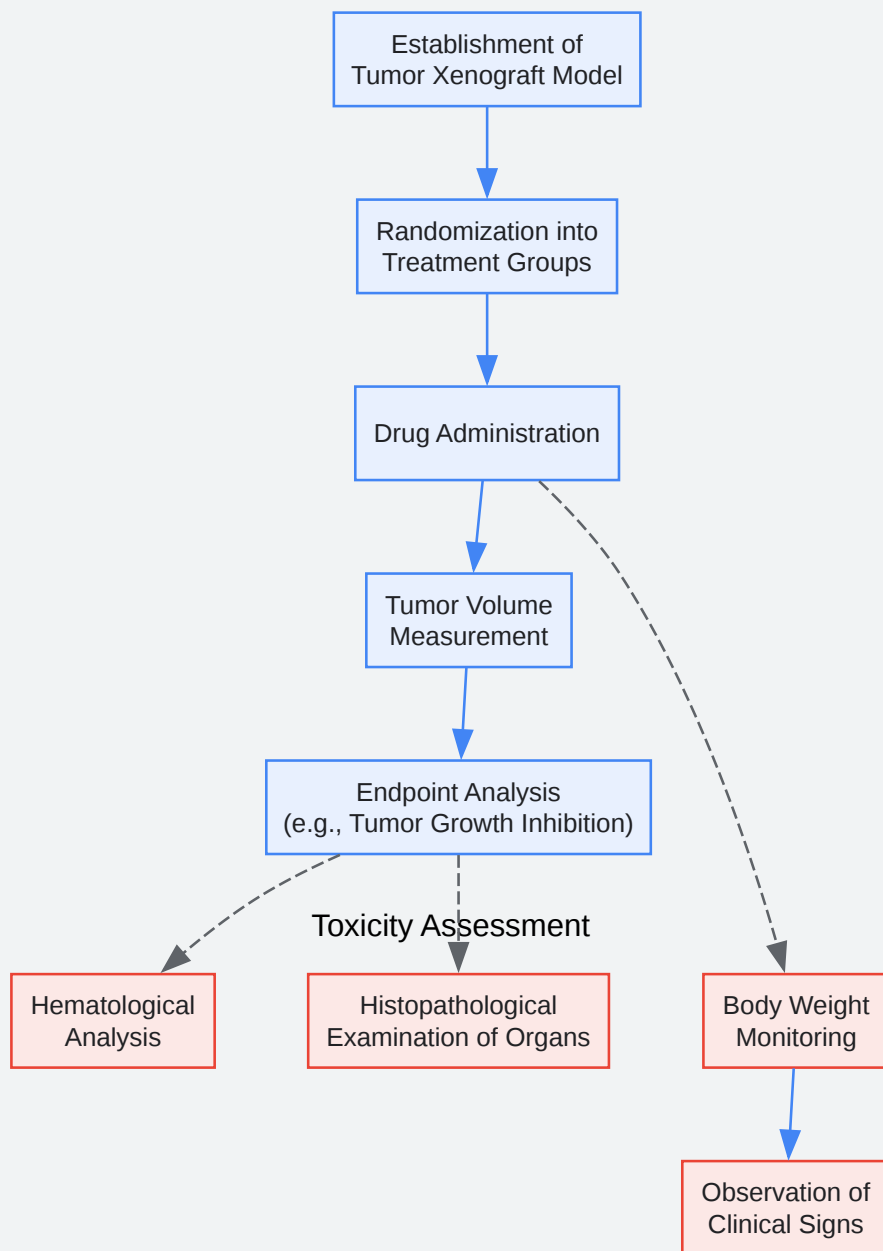 Establishment of
Tumor Xenograft Model
Randomization into
Treatment Groups
Drug Administration
Tumor Volume
Measurement
Endpoint Analysis
(e.g., Tumor Growth Inhibition)
Toxicity Assessment
Hematological
Analysis
Histopathological
Examination of Organs
Body Weight
Monitoring
Observation of
Clinical Signs